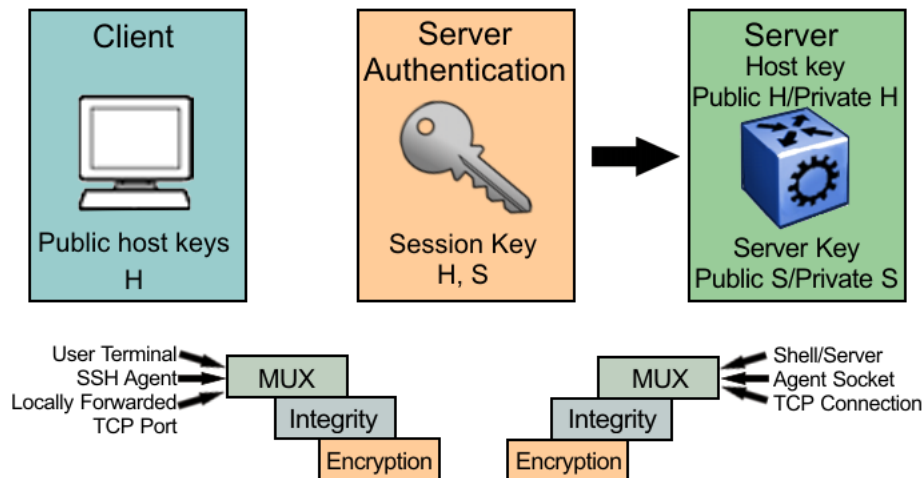 Client
Public host keys
H
Server
Authentication
Session Key
H, S
Server
Host key
Public H/Private H
Server Key
Public S/Private S
User Terminal
SSH Agent
Locally Forwarded
TCP Port
MUX
Integrity
Encryption
MUX
Integrity
Encryption
Shell/Server
Agent Socket
TCP Connection